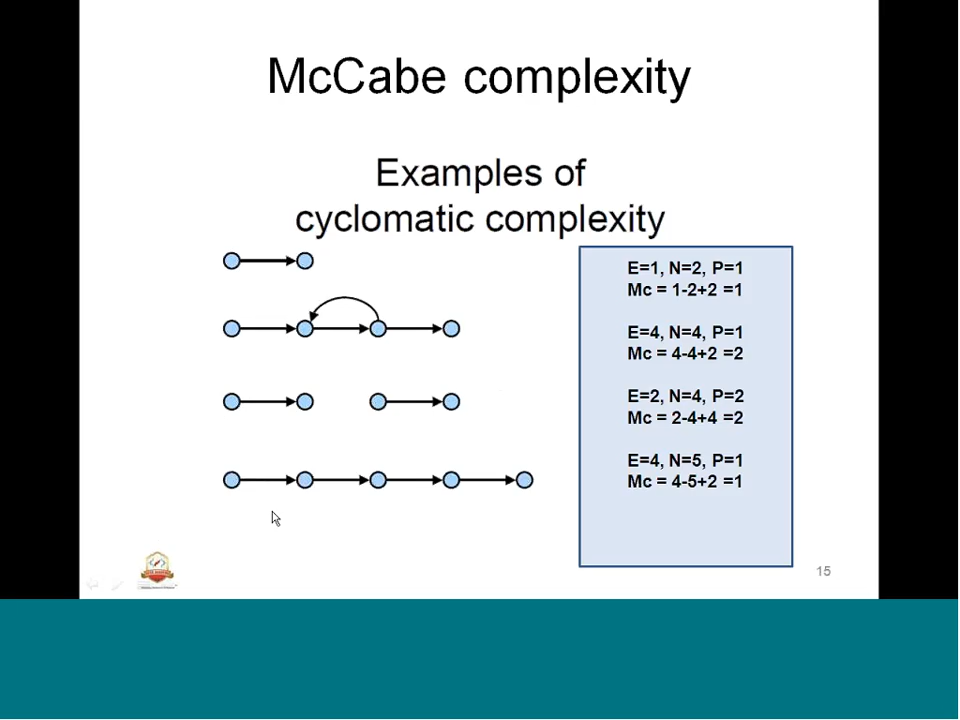 McCabe complexity
Examples of
cyclomatic complexity
E=1, N=2, P=1
Mc = 1-2+2 =1
E=4, N=4, P=1
Mc = 4-4+2 =2
E=2, N=4, P=2
Mc = 2-4+4 =2
E=4, N=5, P=1
Mc = 4-5+2 =1
15